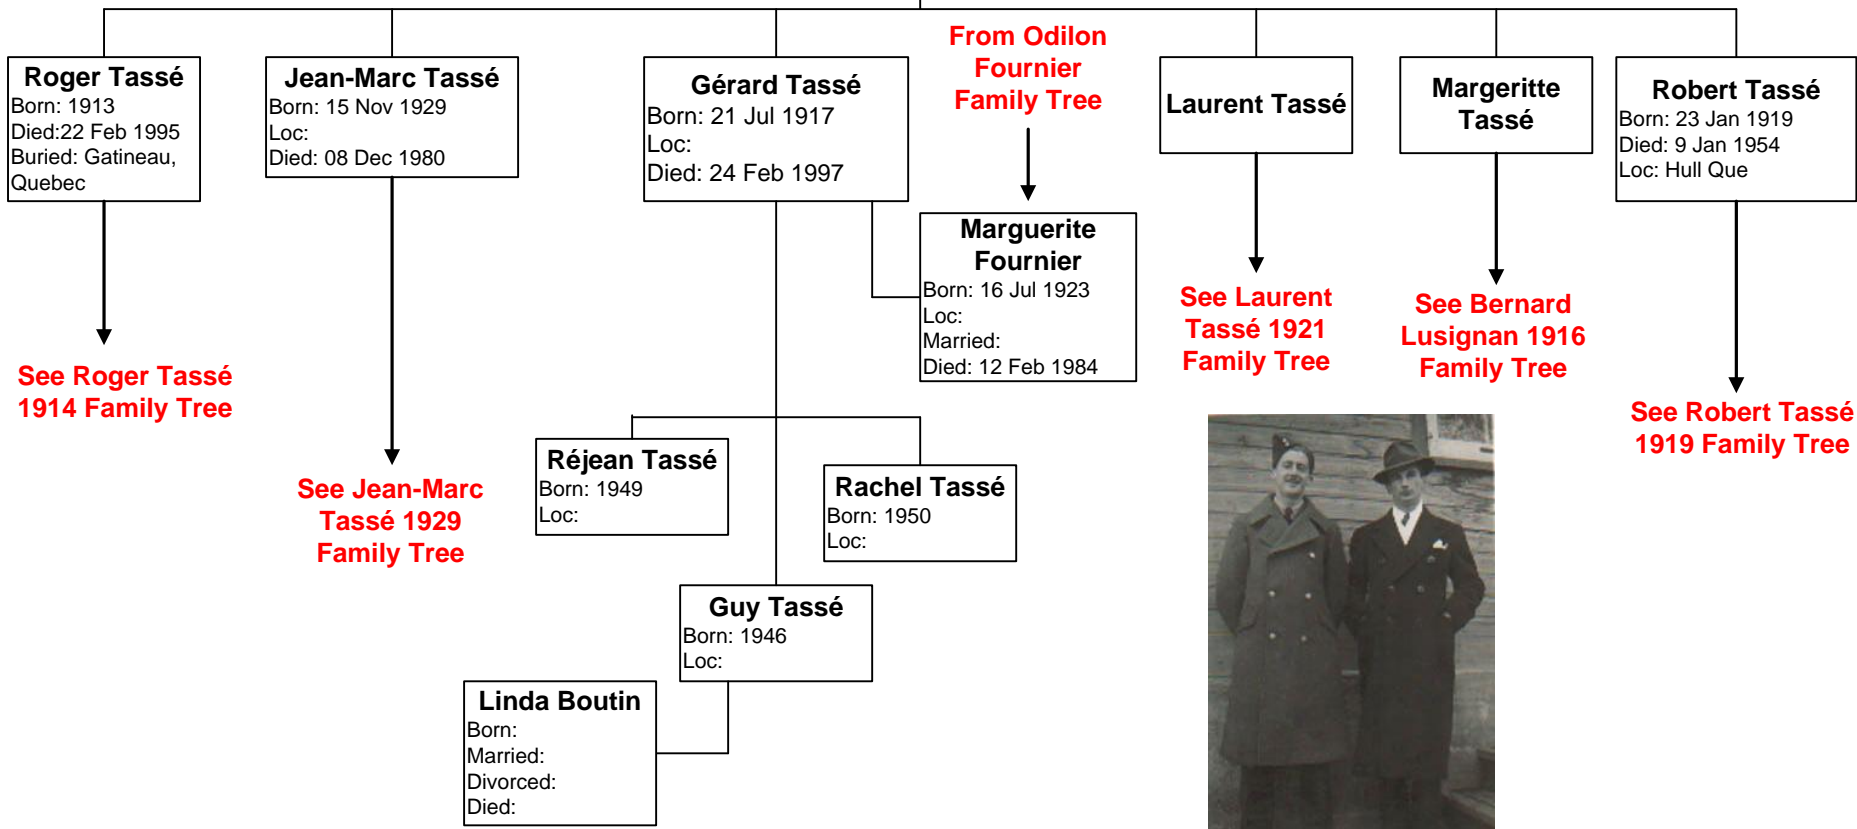 Roger Tassé
Born: 1913
Died:22 Feb 1995
Buried: Gatineau,
Quebec
See Roger Tassé
1914 Family Tree
Jean-Marc Tassé
Born: 15 Nov 1929
Loc:
Died: 08 Dec 1980
See Jean-Marc
Tassé 1929
Family Tree
Gérard Tassé
Born: 21 Jul 1917
Loc:
Died: 24 Feb 1997
From Odilon
Fournier
Family Tree
Marguerite
Fournier
Born: 16 Jul 1923
Loc:
Married:
Died: 12 Feb 1984
Laurent Tassé
See Laurent
Tassé 1921
Family Tree
Margeritte
Tassé
See Bernard
Lusignan 1916
Family Tree
Robert Tassé
Born: 23 Jan 1919
Died: 9 Jan 1954
Loc: Hull Que
See Robert Tassé
1919 Family Tree
Réjean Tassé
Born: 1949
Loc:
Rachel Tassé
Born: 1950
Loc:
Guy Tassé
Born: 1946
Loc:
Linda Boutin
Born:
Married:
Divorced:
Died: